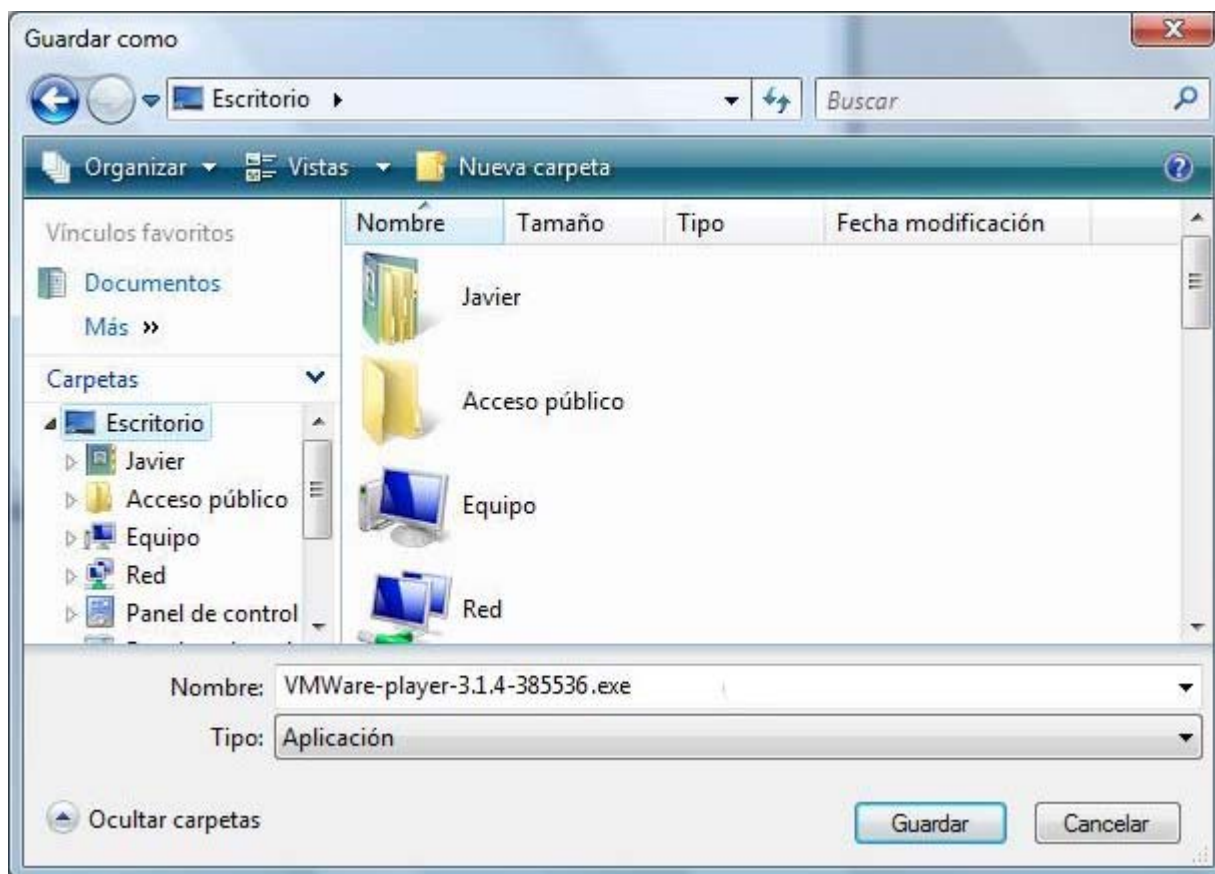 Guardar como
Escritorio
Buscar
Organizar Vistas Nueva carpeta
Vínculos favoritos
Documentos
Más »
Carpetas
Escritorio
Javier
Acceso público
Equipo
Red
Panel de control
Nombre Tamaño Tipo Fecha modificación
Javier
Acceso público
Equipo
Red
Nombre: VMWare-player-3.1.4-385536.exe
Tipo: Aplicación
Ocultar carpetas
Guardar Cancelar